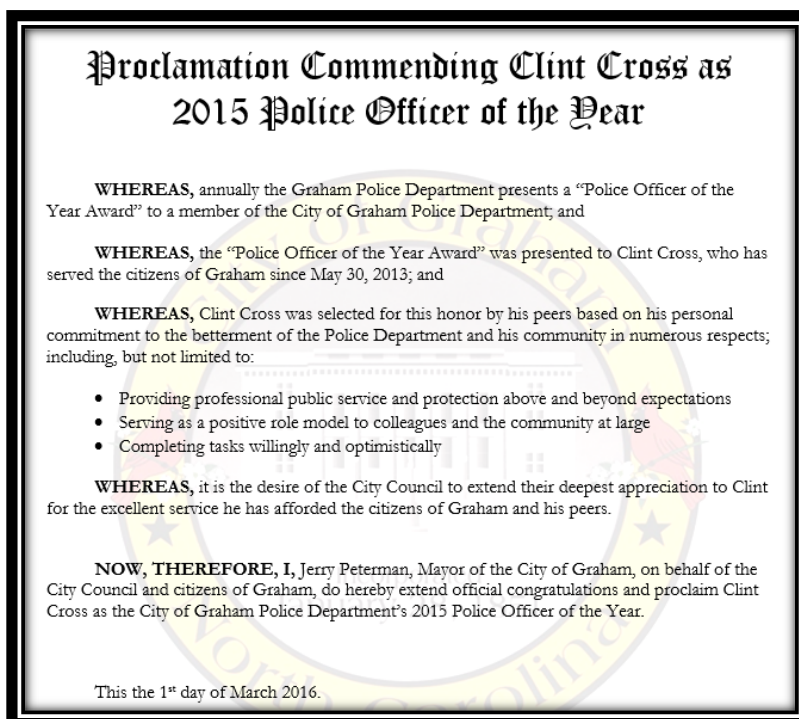 Proclamation Commending Clint Cross as
2015 Police Officer of the Year
WHEREAS, annually the Graham Police Department presents a “Police Officer of the
Year Award” to a member of the City of Graham Police Department; and
WHEREAS, the “Police Officer of the Year Award” was presented to Clint Cross, who has
served the citizens of Graham since May 30, 2013; and
WHEREAS, Clint Cross was selected for this honor by his peers based on his personal
commitment to the betterment of the Police Department and his community in numerous respects;
including, but not limited to:
• Providing professional public service and protection above and beyond expectations
• Serving as a positive role model to colleagues and the community at large
• Completing tasks willingly and optimistically
WHEREAS, it is the desire of the City Council to extend their deepest appreciation to Clint
for the excellent service he has afforded the citizens of Graham and his peers.
NOW, THEREFORE, I, Jerry Peterman, Mayor of the City of Graham, on behalf of the
City Council and citizens of Graham, do hereby extend official congratulations and proclaim Clint
Cross as the City of Graham Police Department’s 2015 Police Officer of the Year.
This the 1st day of March 2016.
City of Graham
North Carolina